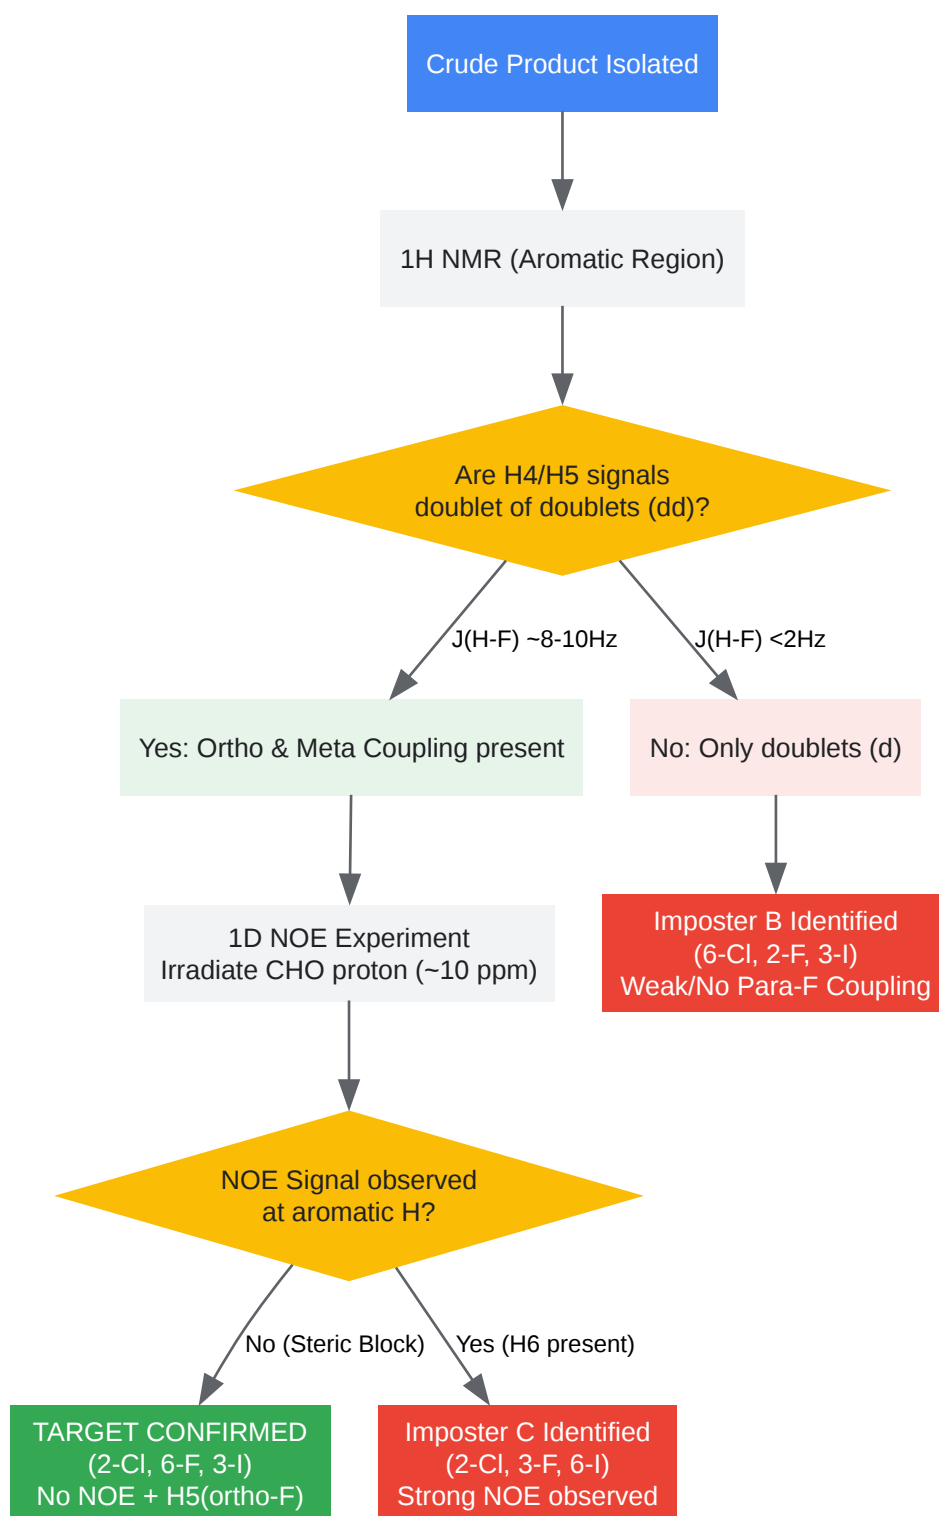 Crude Product Isolated
1H NMR (Aromatic Region)
Are H4/H5 signals
doublet of doublets (dd)?
J(H-F) ~8-10Hz
J(H-F) <2Hz
Yes: Ortho & Meta Coupling present
No: Only doublets (d)
1D NOE Experiment
Irradiate CHO proton (~10 ppm)
Imposter B Identified
(6-Cl, 2-F, 3-I)
Weak/No Para-F Coupling
NOE Signal observed
at aromatic H?
No (Steric Block)
Yes (H6 present)
TARGET CONFIRMED
(2-Cl, 6-F, 3-I)
No NOE + H5(ortho-F)
Imposter C Identified
(2-Cl, 3-F, 6-I)
Strong NOE observed